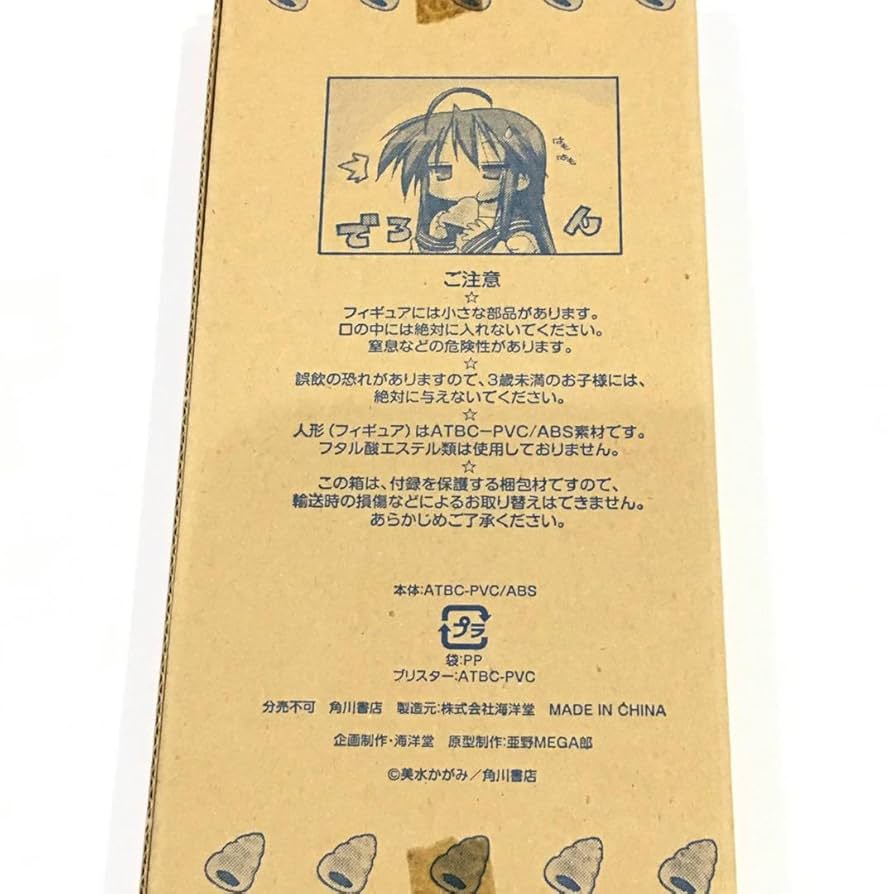 はむ
はむ
でろ ん
ご注意
☆
フィギュアには小さな部品があります。
口の中には絶対に入れないでください。
窒息などの危険性があります。
☆
誤飲の恐れがありますので、3歳未満のお子様には、
絶対に与えないでください。
☆
人形（フィギュア）はATBC－PVC/ABS素材です。
フタル酸エステル類は使用しておりません。
☆
この箱は、付録を保護する梱包材ですので、
輸送時の損傷などによるお取り替えはできません。
あらかじめご了承ください。
本体:ATBC-PVC/ABS
プラ
袋:PP
ブリスター:ATBC-PVC
分売不可 角川書店 製造元:株式会社海洋堂 MADE IN CHINA
企画制作・海洋堂 原型制作:亜野MEGA郎
©美水かがみ／角川書店